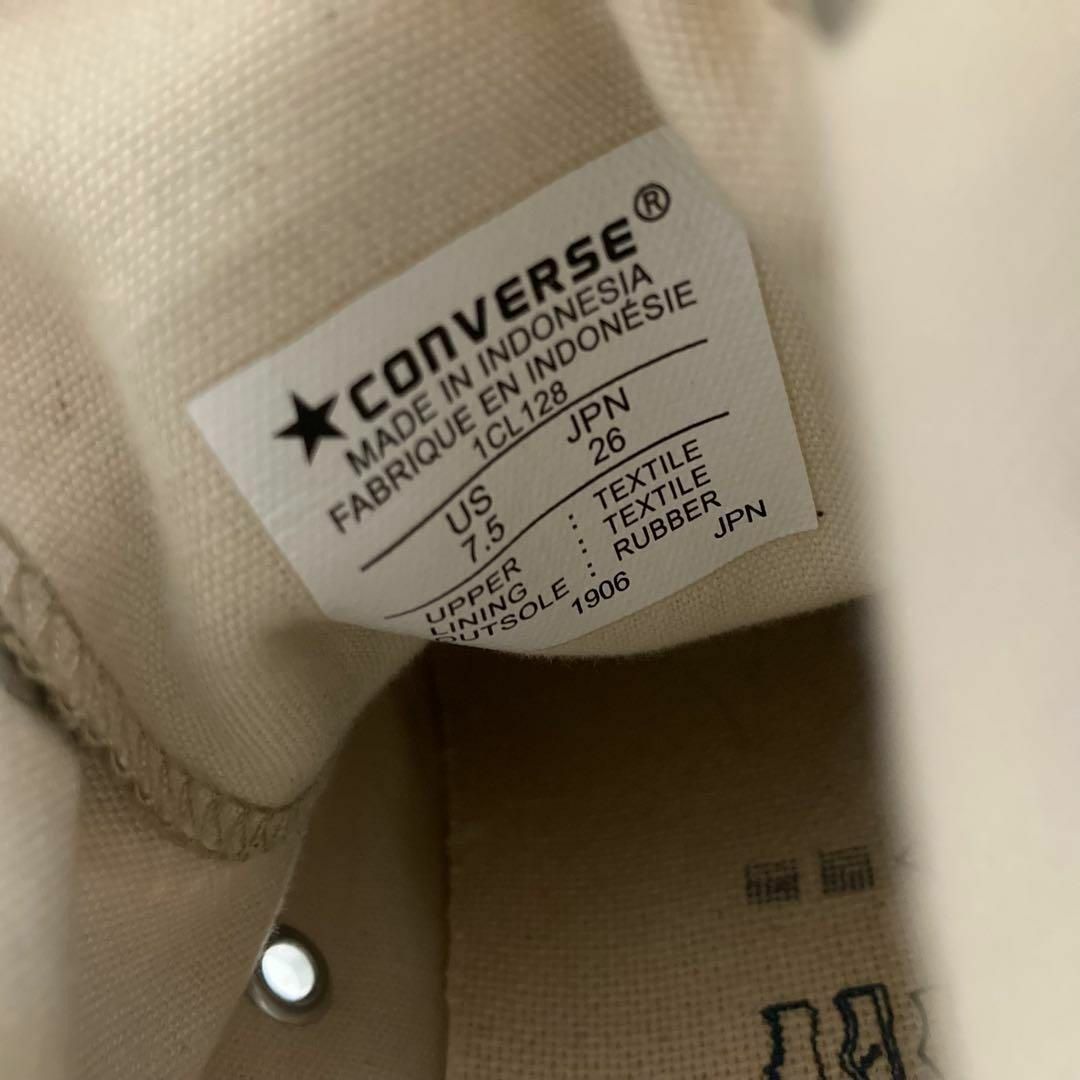 ★CONVERSE®
MADE IN INDONESIA
FABRIQUE EN INDONÉSIE
1CL128
US JPN
7.5 26
UPPER : TEXTILE
LINING : TEXTILE
OUTSOLE : RUBBER
1906 JPN